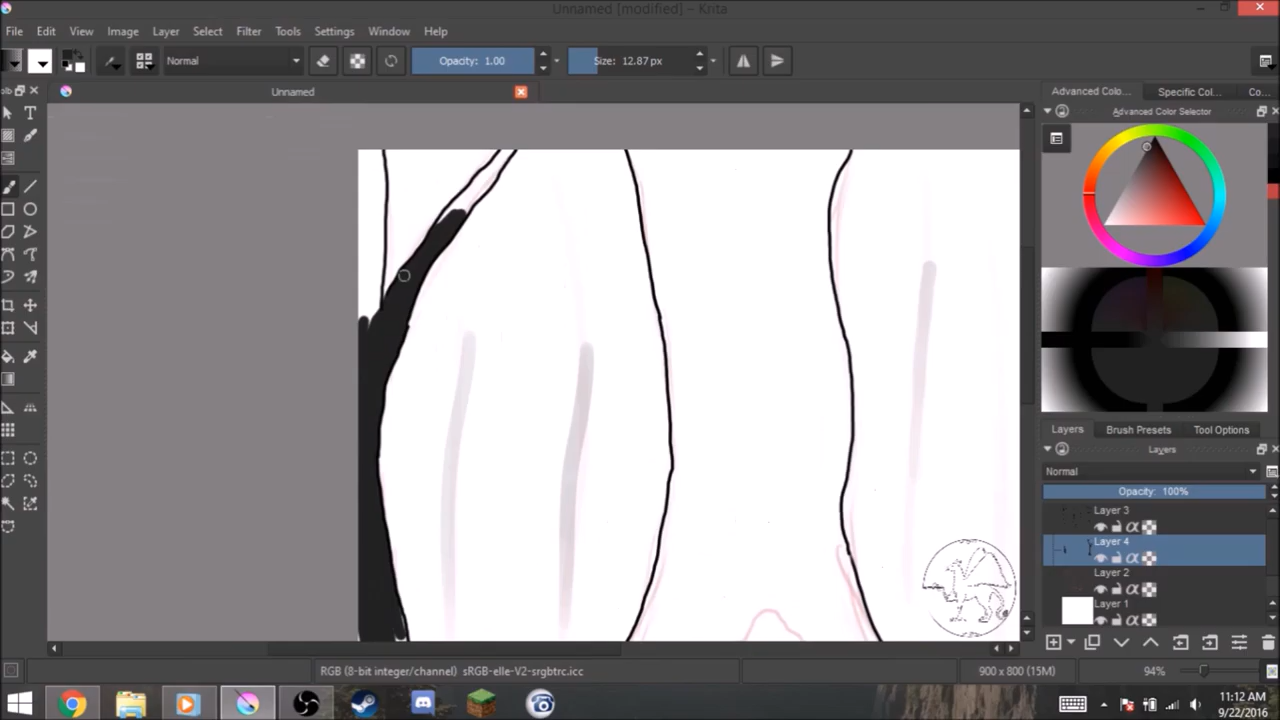 Unnamed [modified] – Krita
File Edit View Image Layer Select Filter Tools Settings Window Help
Normal Opacity: 1.00 Size: 12.87 px
Unnamed
Advanced Colo... Specific Col... Co...
Advanced Color Selector
Layers Brush Presets Tool Options
Layers
Normal
Opacity: 100%
Layer 3
Layer 4
Layer 2
Layer 1
RGB (8-bit integer/channel) sRGB-elle-V2-srgbtrc.icc 900 x 800 (15M) 94%
11:12 AM
9/22/2016